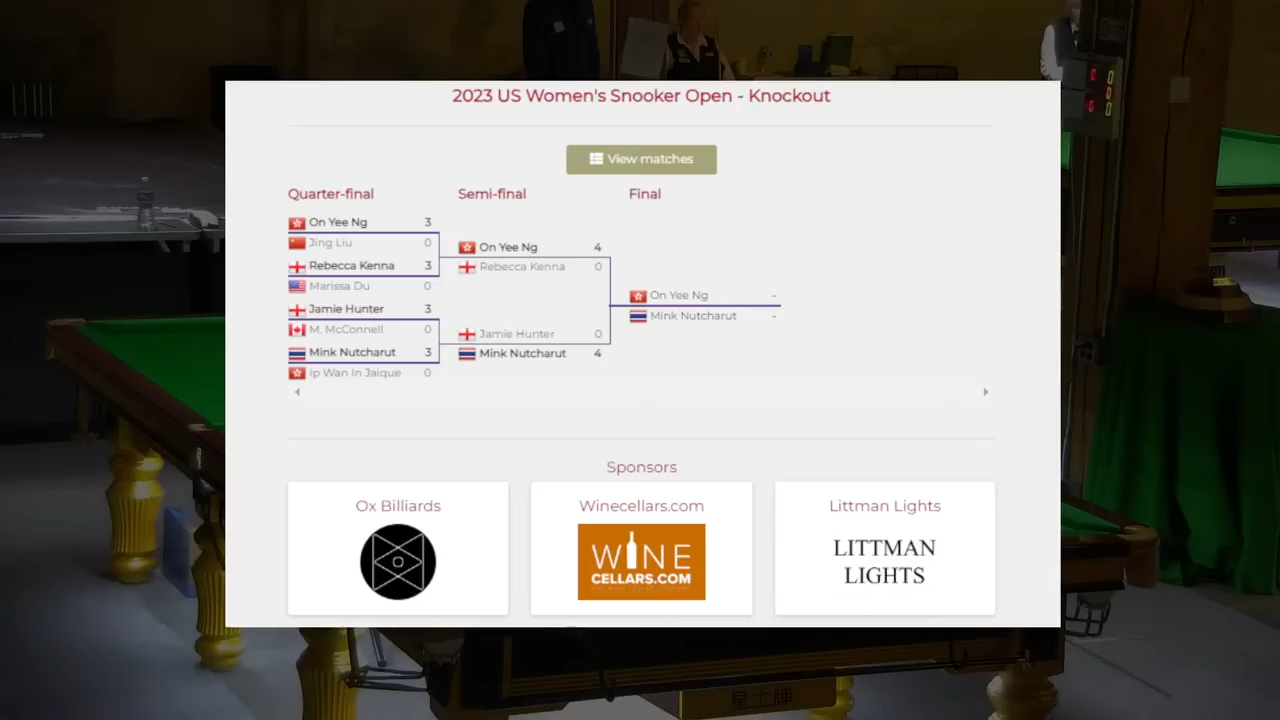 2023 US Women's Snooker Open - Knockout
View matches
Quarter-final Semi-final Final
On Yee Ng 3
Jing Liu 0
Rebecca Kenna 3
Marissa Du 0
Jamie Hunter 3
M. McConnell 0
Mink Nutcharut 3
Ip Wan In Jaique 0
On Yee Ng 4
Rebecca Kenna 0
Jamie Hunter 0
Mink Nutcharut 4
On Yee Ng -
Mink Nutcharut -
Sponsors
Ox Billiards
Winecellars.com
WINE
CELLARS.COM
Littman Lights
LITTMAN
LIGHTS
星士牌